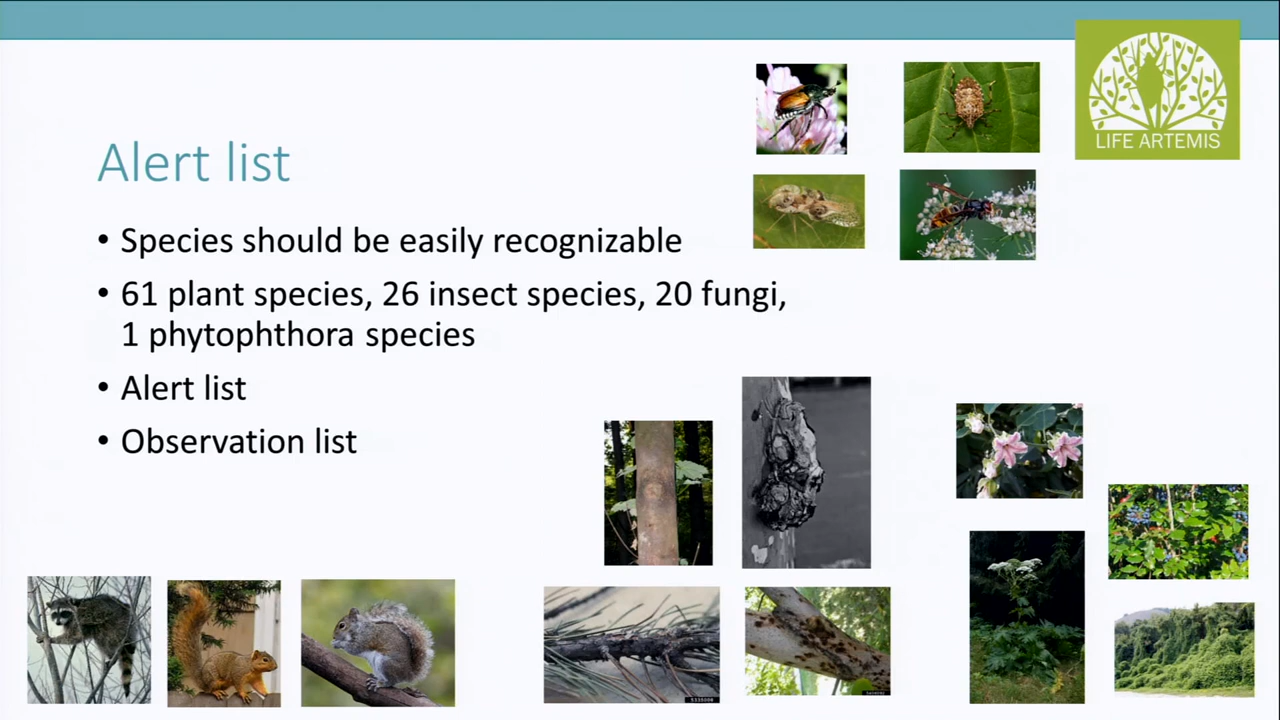 LIFE ARTEMIS
Alert list
• Species should be easily recognizable
• 61 plant species, 26 insect species, 20 fungi,
1 phytophthora species
• Alert list
• Observation list